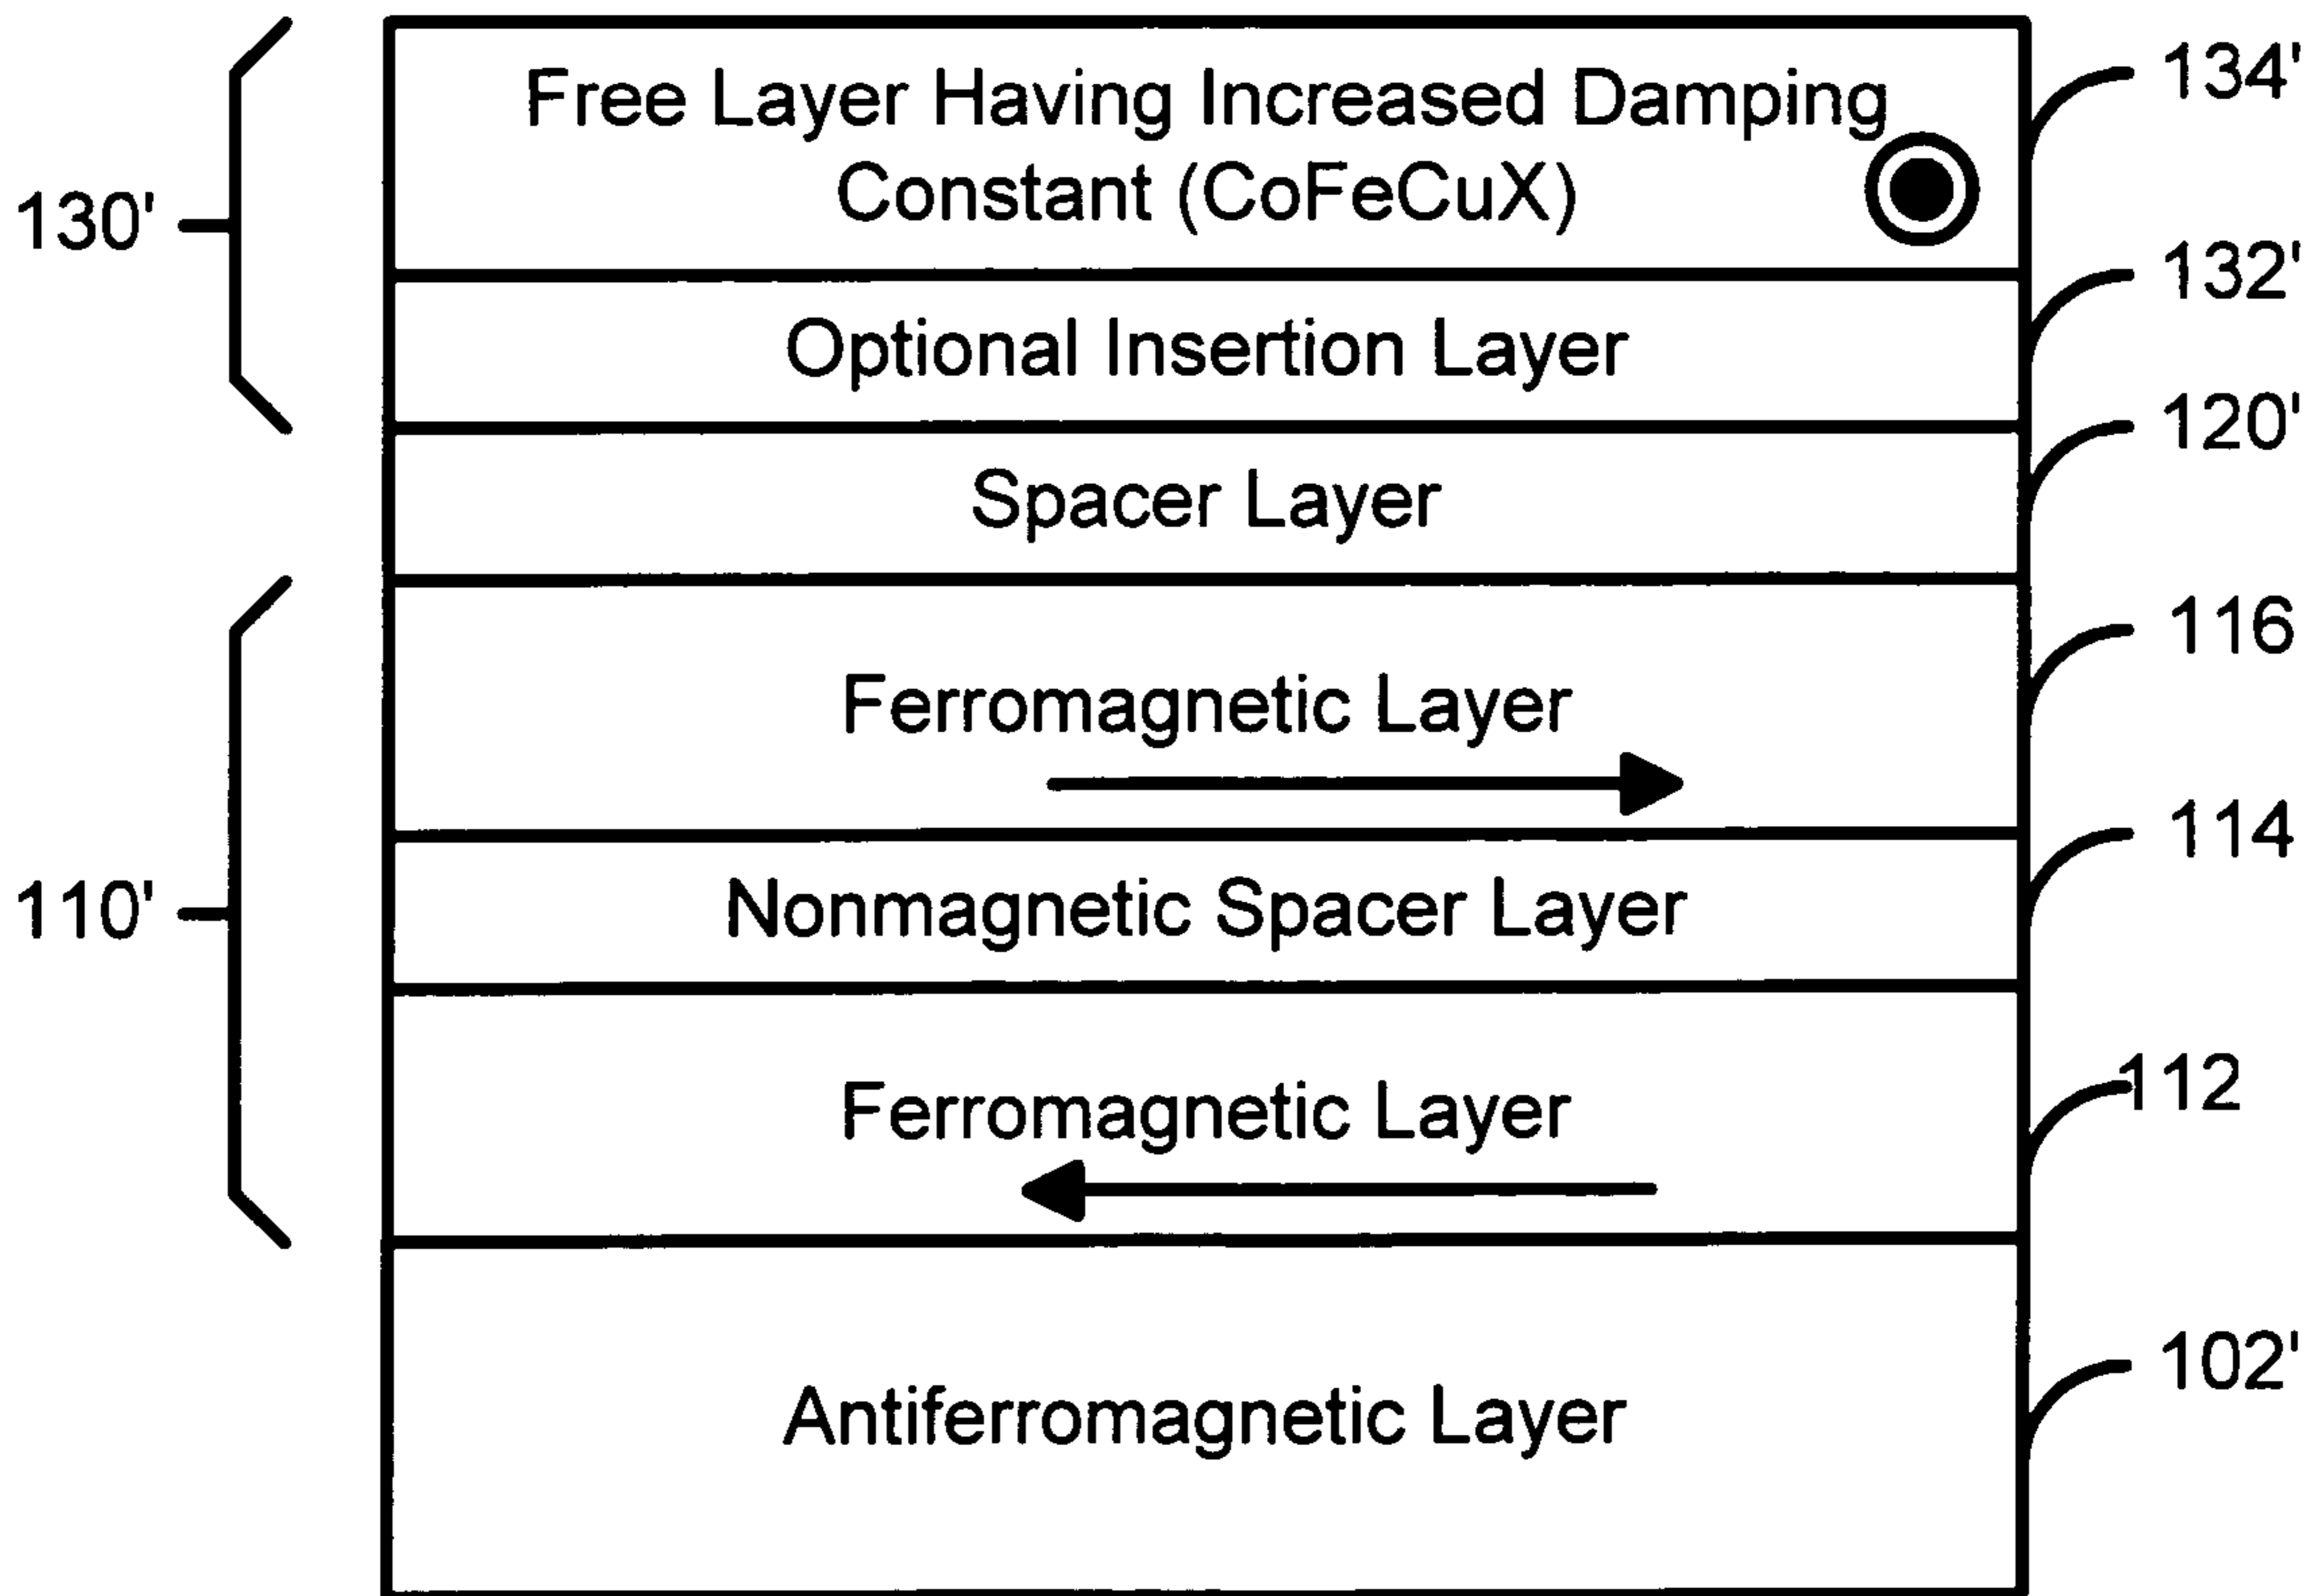 Free Layer Having Increased Damping
Constant (CoFeCuX)
134'
130'
132'
Optional Insertion Layer
120'
Spacer Layer
116
Ferromagnetic Layer
114
110'
Nonmagnetic Spacer Layer
112
Ferromagnetic Layer
102'
Antiferromagnetic Layer